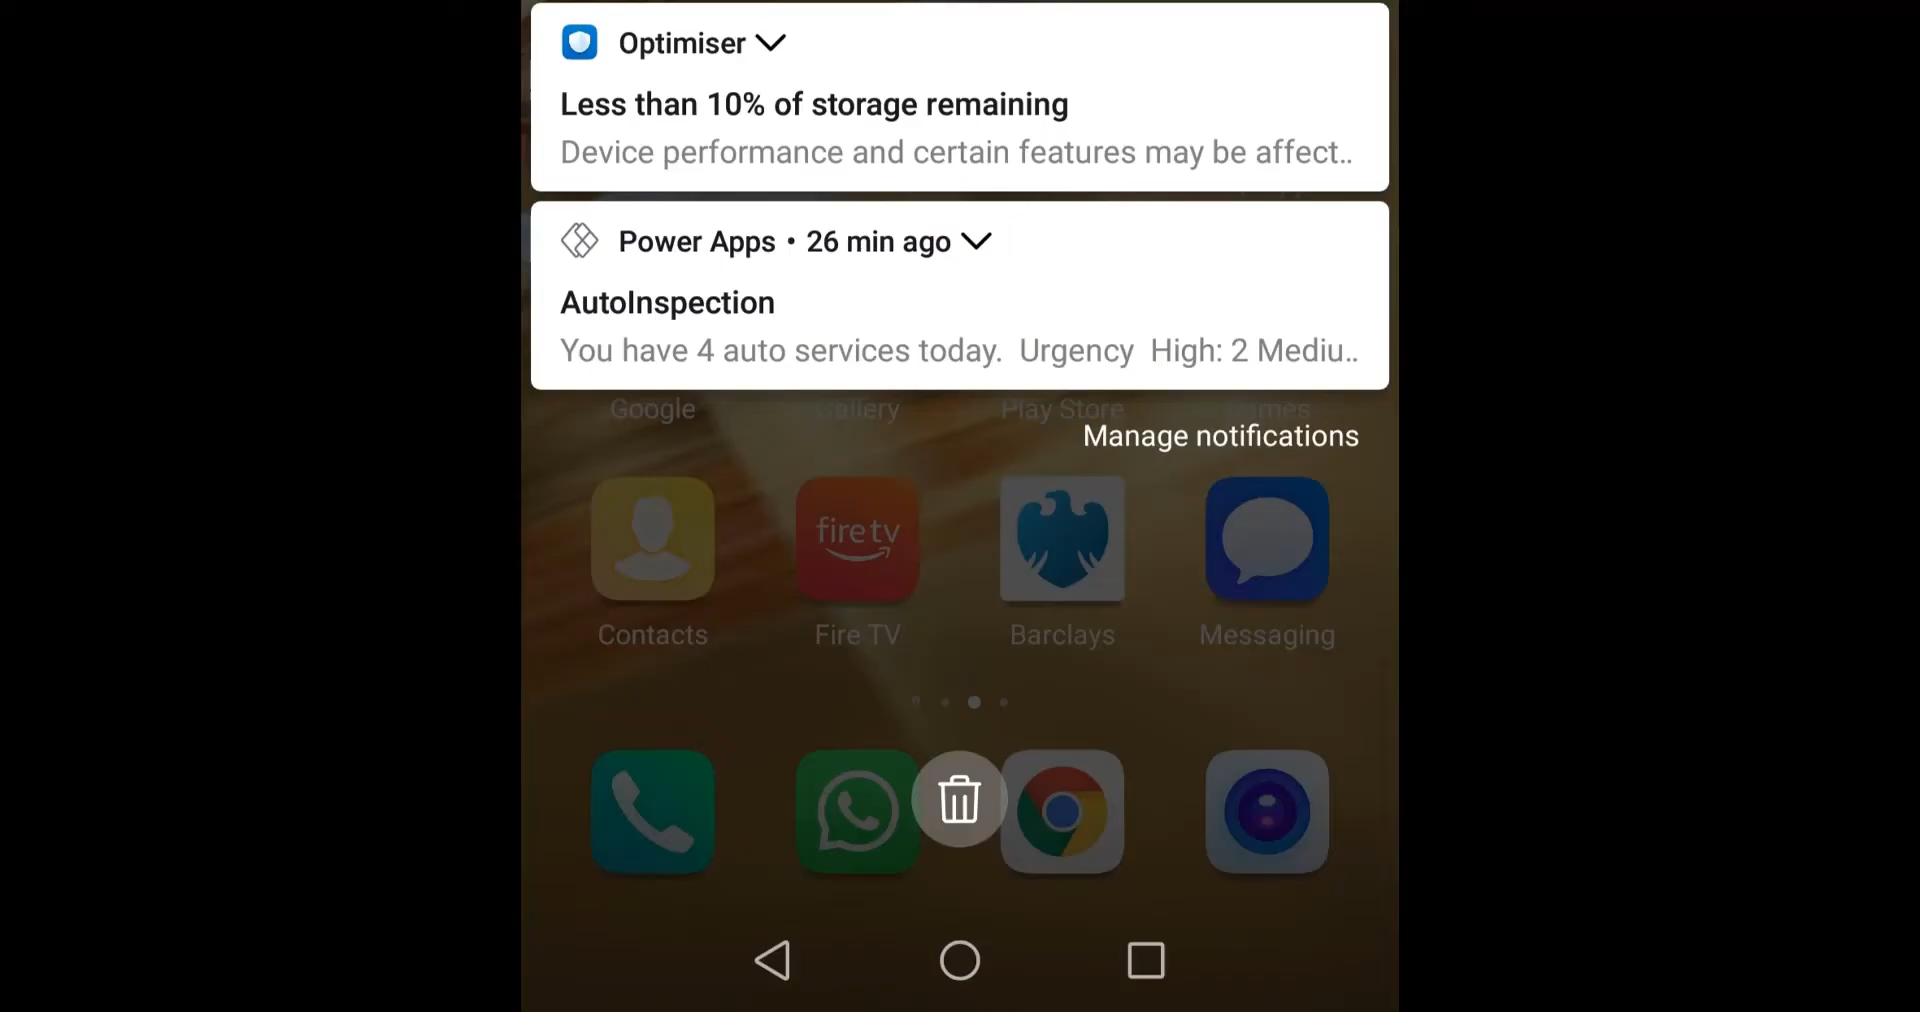 Optimiser
Less than 10% of storage remaining
Device performance and certain features may be affect..
Power Apps • 26 min ago
AutoInspection
You have 4 auto services today. Urgency High: 2 Mediu..
Google Gallery Play Store Games
Manage notifications
fire tv
Contacts Fire TV Barclays Messaging